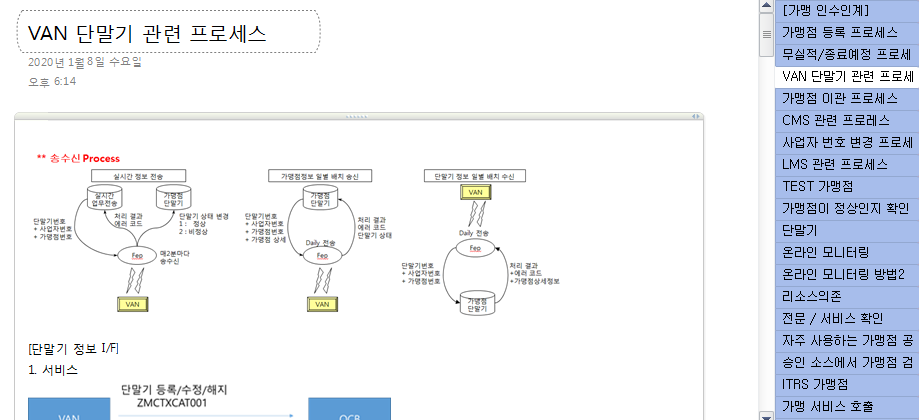 VAN 단말기 관련 프로세스
2020년 1월 8일 수요일
오후 6:14
** 송수신 Process
실시간 정보 전송
실시간
업무전송
가맹점
단말기
단말기번호
+ 사업자번호
+ 가맹점번호
처리 결과
에러 코드
단말기 상태 변경
1 : 정상
2 : 비정상
Fep
매2분마다
송수신
VAN
가맹점정보 일별 배치 송신
가맹점
단말기
단말기번호
+ 사업자번호
+ 가맹점번호
+ 가맹점 상세
처리 결과
에러 코드
단말기 상태
Daily 전송
Fep
VAN
단말기 정보 일별 배치 수신
VAN
Daily 전송
Fep
단말기번호
+ 사업자번호
+ 가맹점번호
처리 결과
+에러 코드
+가맹점상세정보
가맹점
단말기
[단말기 정보 I/F]
1. 서비스
단말기 등록/수정/해지
ZMCTXCAT001
VAN
OCB
[가맹 인수인계]
가맹점 등록 프로세스
무실적/종료예정 프로세
VAN 단말기 관련 프로세
가맹점 이관 프로세스
CMS 관련 프로레스
사업자 번호 변경 프로세
LMS 관련 프로세스
TEST 가맹점
가맹점이 정상인지 확인
단말기
온라인 모니터링
온라인 모니터링 방법2
리소스의존
전문 / 서비스 확인
자주 사용하는 가맹점 공
승인 소스에서 가맹점 검
ITRS 가맹점
가맹 서비스 호출